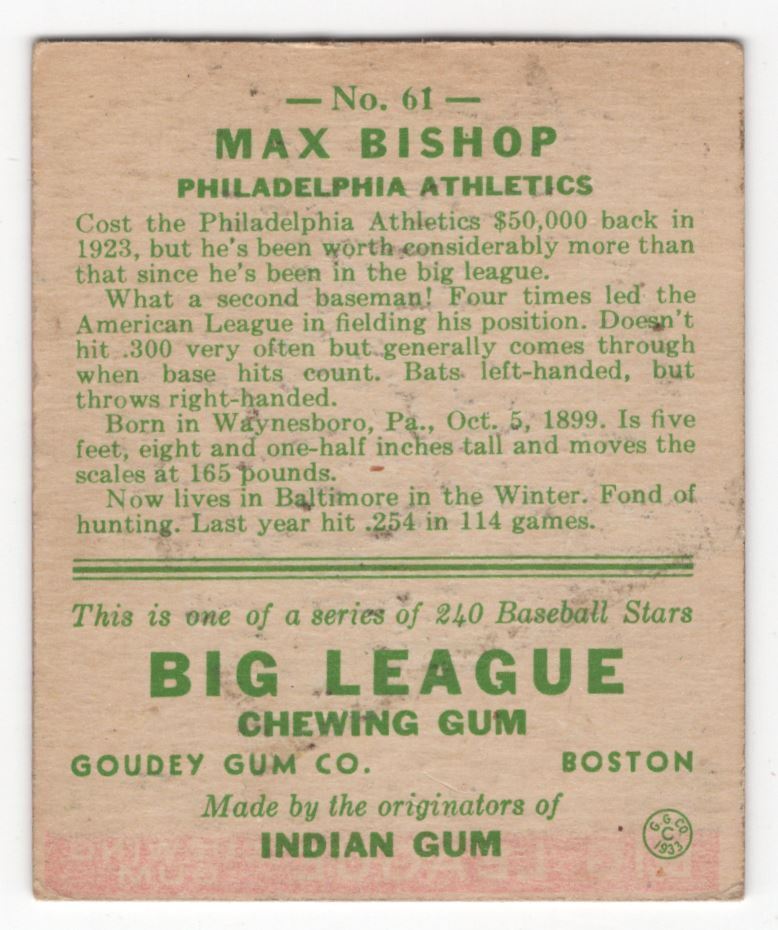 — No. 61 —
MAX BISHOP
PHILADELPHIA ATHLETICS
Cost the Philadelphia Athletics $50,000 back in
1923, but he's been worth considerably more than
that since he's been in the big league.
What a second baseman! Four times led the
American League in fielding his position. Doesn't
hit .300 very often but generally comes through
when base hits count. Bats left-handed, but
throws right-handed.
Born in Waynesboro, Pa., Oct. 5, 1899. Is five
feet, eight and one-half inches tall and moves the
scales at 165 pounds.
Now lives in Baltimore in the Winter. Fond of
hunting. Last year hit .254 in 114 games.
This is one of a series of 240 Baseball Stars
BIG LEAGUE
CHEWING GUM
GOUDEY GUM CO. BOSTON
Made by the originators of
INDIAN GUM
G.G.CO
C
1933